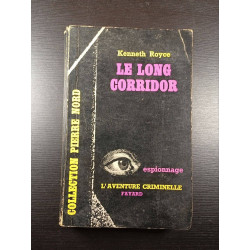 Kenneth Royce
LE LONG
CORRIDOR
espionnage
L'AVENTURE CRIMINELLE
FAYARD
COLLECTION PIERRE NORD